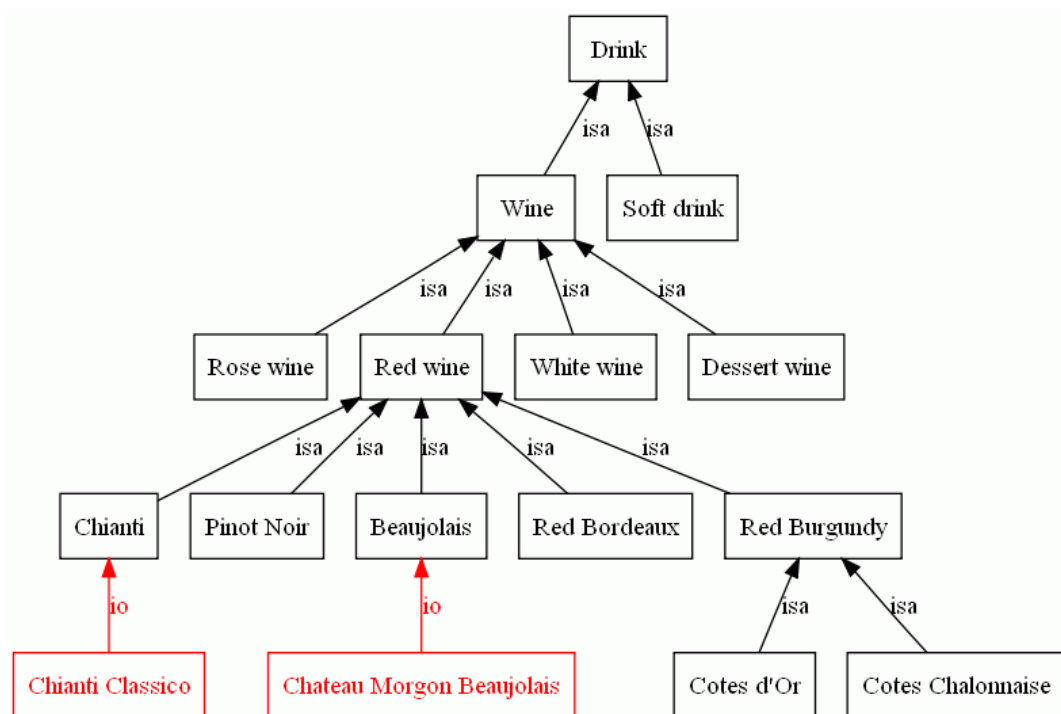 Drink
isa isa
Wine Soft drink
isa isa isa isa
Rose wine Red wine White wine Dessert wine
isa isa isa isa isa
Chianti Pinot Noir Beaujolais Red Bordeaux Red Burgundy
io io isa isa
Chianti Classico Chateau Morgon Beaujolais Cotes d'Or Cotes Chalonnaise